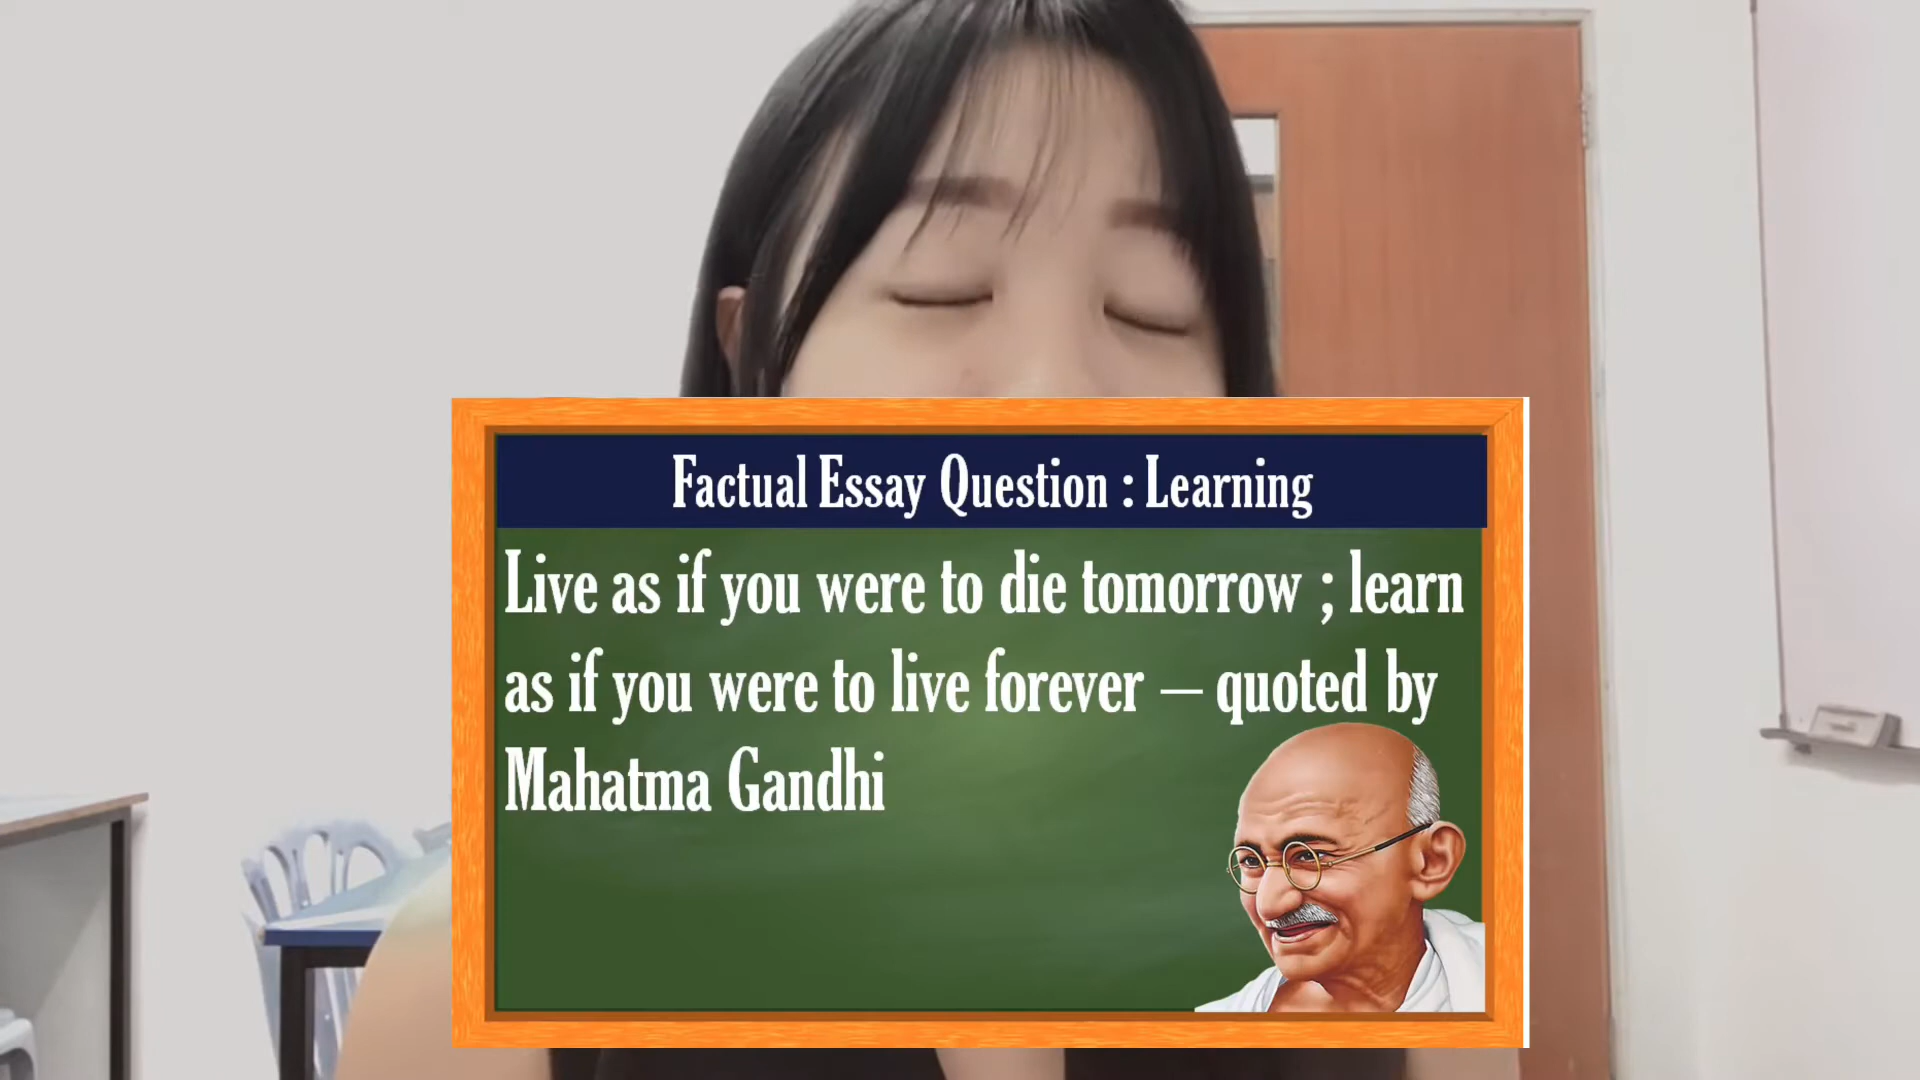 Factual Essay Question : Learning
Live as if you were to die tomorrow ; learn
as if you were to live forever – quoted by
Mahatma Gandhi